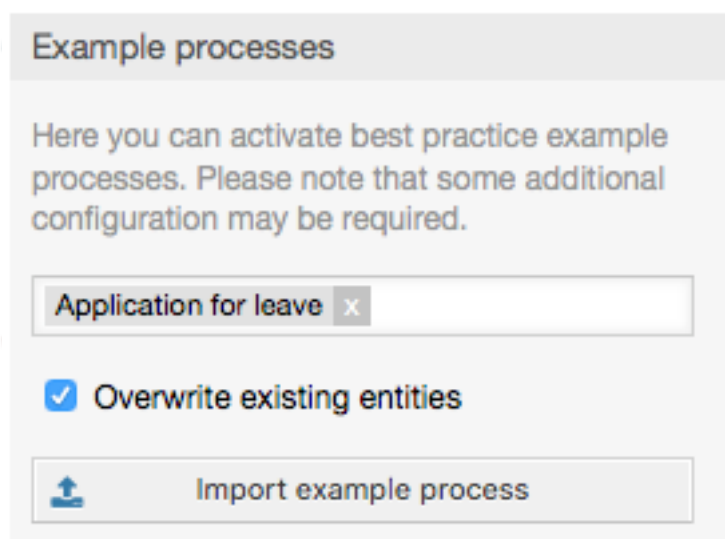 Example processes
Here you can activate best practice example
processes. Please note that some additional
configuration may be required.
Application for leave x
Overwrite existing entities
Import example process